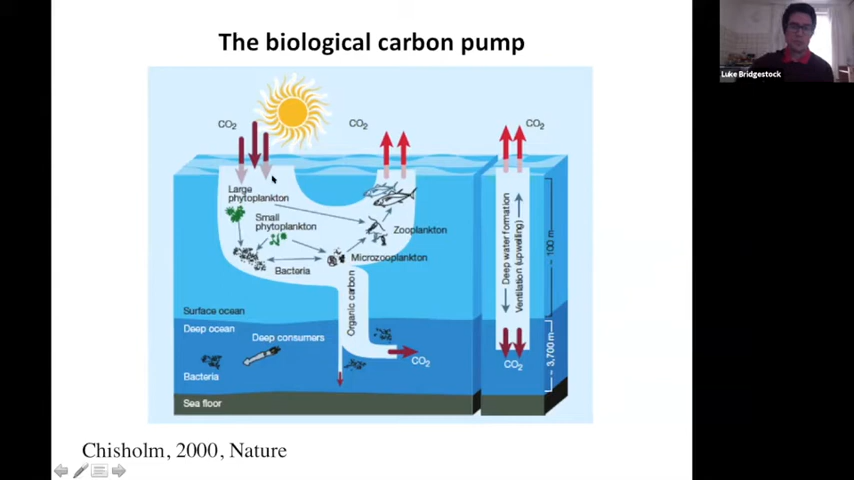 The biological carbon pump
Luke Bridgestock
CO2
CO2
CO2
Large
phytoplankton
Small
phytoplankton
Zooplankton
Microzooplankton
Bacteria
Organic carbon
Deep water formation
Ventilation (upwelling)
~ 100 m
Surface ocean
Deep ocean
Deep consumers
Bacteria
CO2
CO2
~ 3,700 m
Sea floor
Chisholm, 2000, Nature